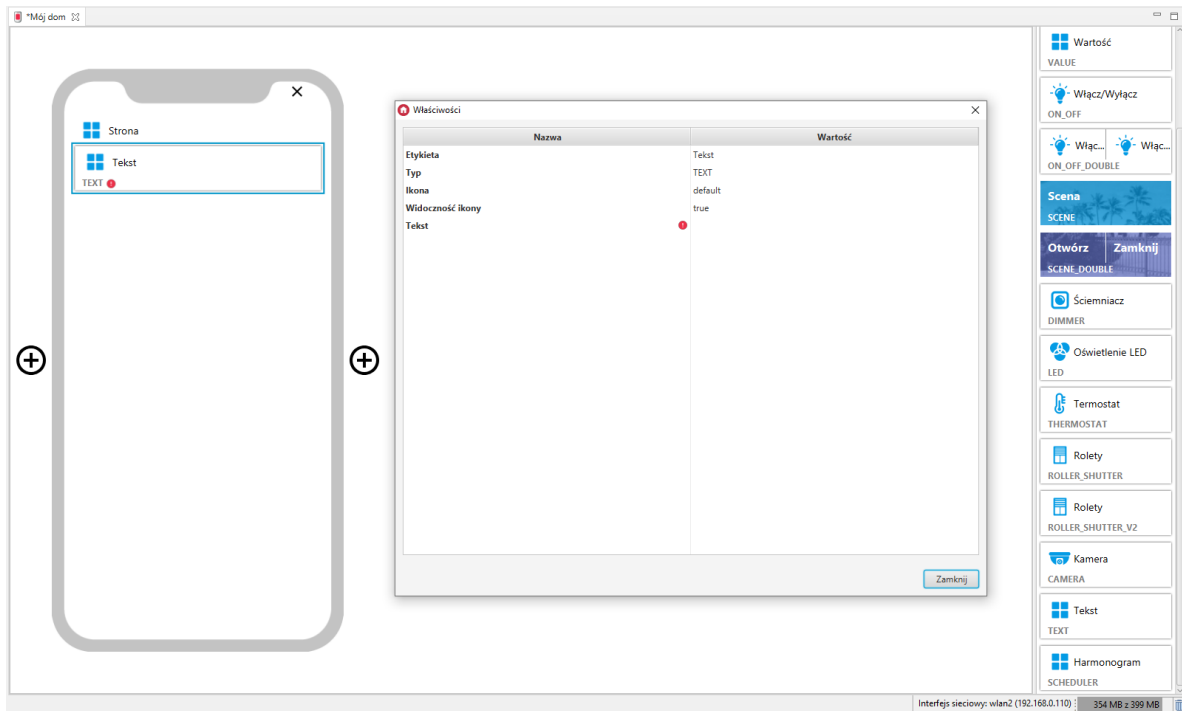 *Mój dom
Strona
Tekst
TEXT
Właściwości
Nazwa Wartość
Etykieta Tekst
Typ TEXT
Ikona default
Widoczność ikony true
Tekst
Zamknij
Wartość
VALUE
Włącz/Wyłącz
ON_OFF
Włąc... Włąc...
ON_OFF_DOUBLE
Scena
SCENE
Otwórz Zamknij
SCENE_DOUBLE
Ściemniacz
DIMMER
Oświetlenie LED
LED
Termostat
THERMOSTAT
Rolety
ROLLER_SHUTTER
Rolety
ROLLER_SHUTTER_V2
Kamera
CAMERA
Tekst
TEXT
Harmonogram
SCHEDULER
Interfejs sieciowy: wlan2 (192.168.0.110) 354 MB z 399 MB